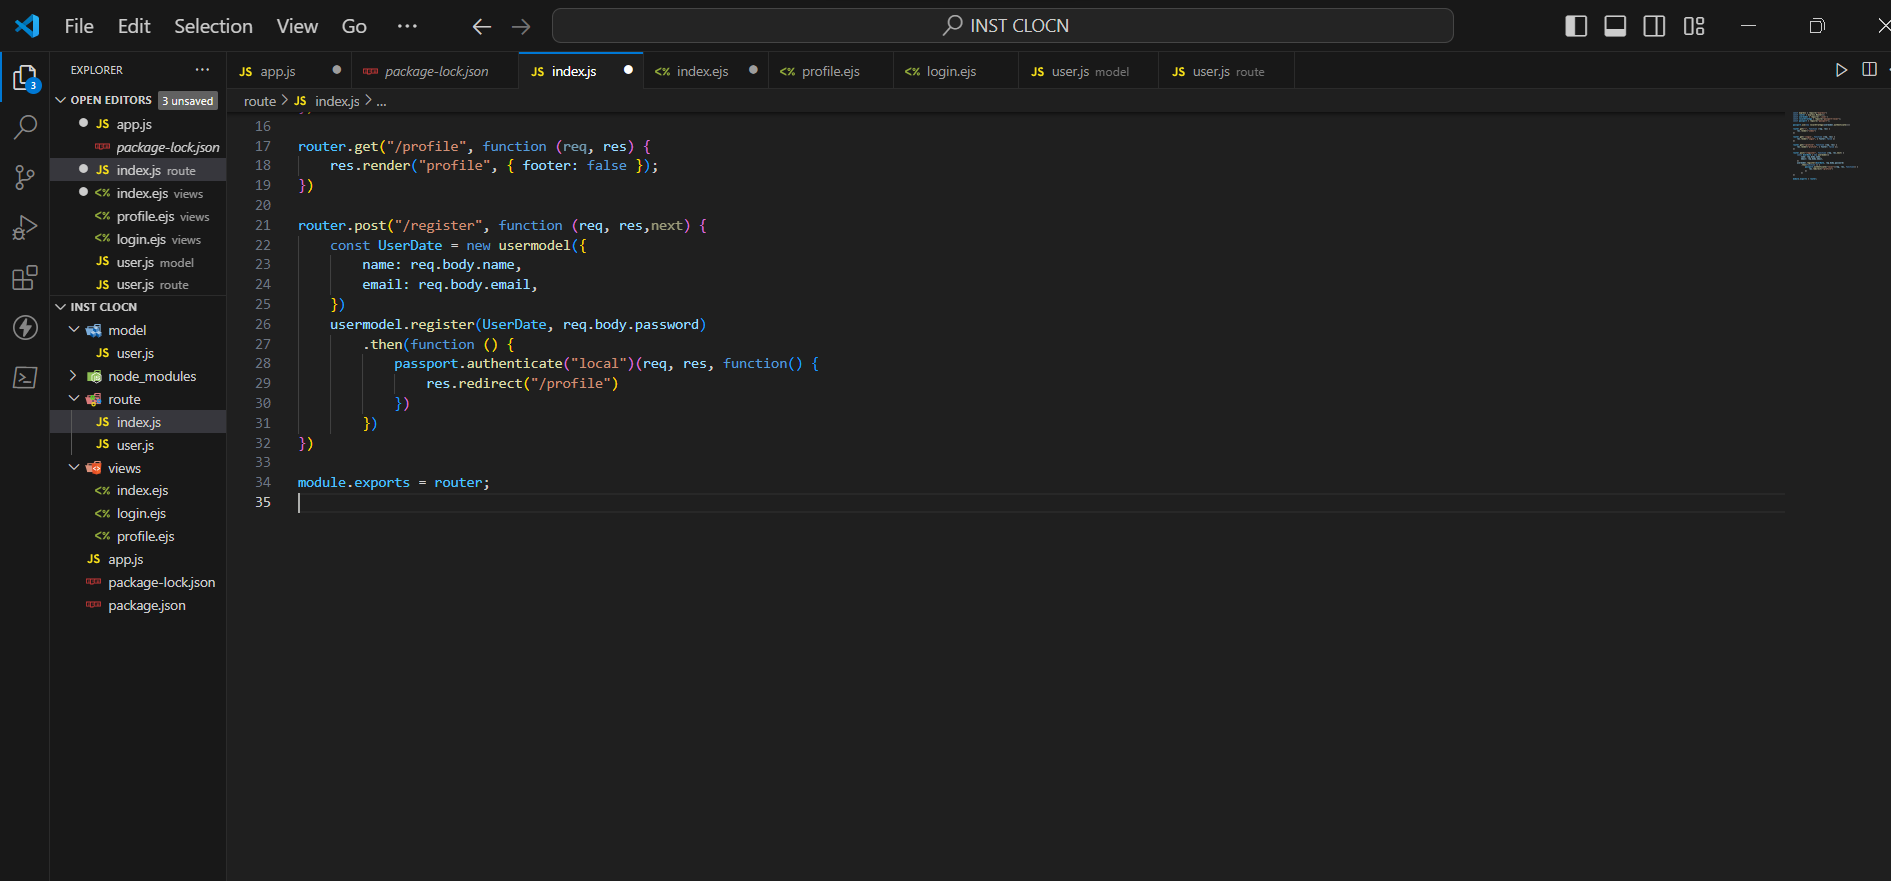 File Edit Selection View Go ··· INST CLOCN
EXPLORER ···
OPEN EDITORS 3 unsaved
JS app.js
package-lock.json
JS index.js route
<% index.ejs views
<% profile.ejs views
<% login.ejs views
JS user.js model
JS user.js route
INST CLOCN
model
JS user.js
node_modules
route
JS index.js
JS user.js
views
<% index.ejs
<% login.ejs
<% profile.ejs
JS app.js
package-lock.json
package.json
3
JS app.js package-lock.json JS index.js <% index.ejs <% profile.ejs <% login.ejs JS user.js model JS user.js route
route > JS index.js > ...
16
17 router.get("/profile", function (req, res) {
18 res.render("profile", { footer: false });
19 })
20
21 router.post("/register", function (req, res,next) {
22 const UserDate = new usermodel({
23 name: req.body.name,
24 email: req.body.email,
25 })
26 usermodel.register(UserDate, req.body.password)
27 .then(function () {
28 passport.authenticate("local")(req, res, function() {
29 res.redirect("/profile")
30 })
31 })
32 })
33
34 module.exports = router;
35